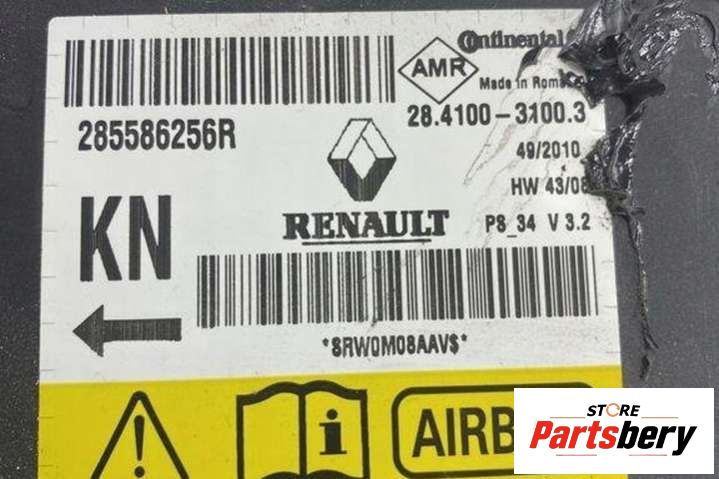 Continental
AMR
Made in
28.4100-3100.3
285586256R
49/2010
HW 43/08
KN
RENAULT
P8_34 V 3.2
*8RW0M08AAV$*
AIRB
STORE
Partsbery